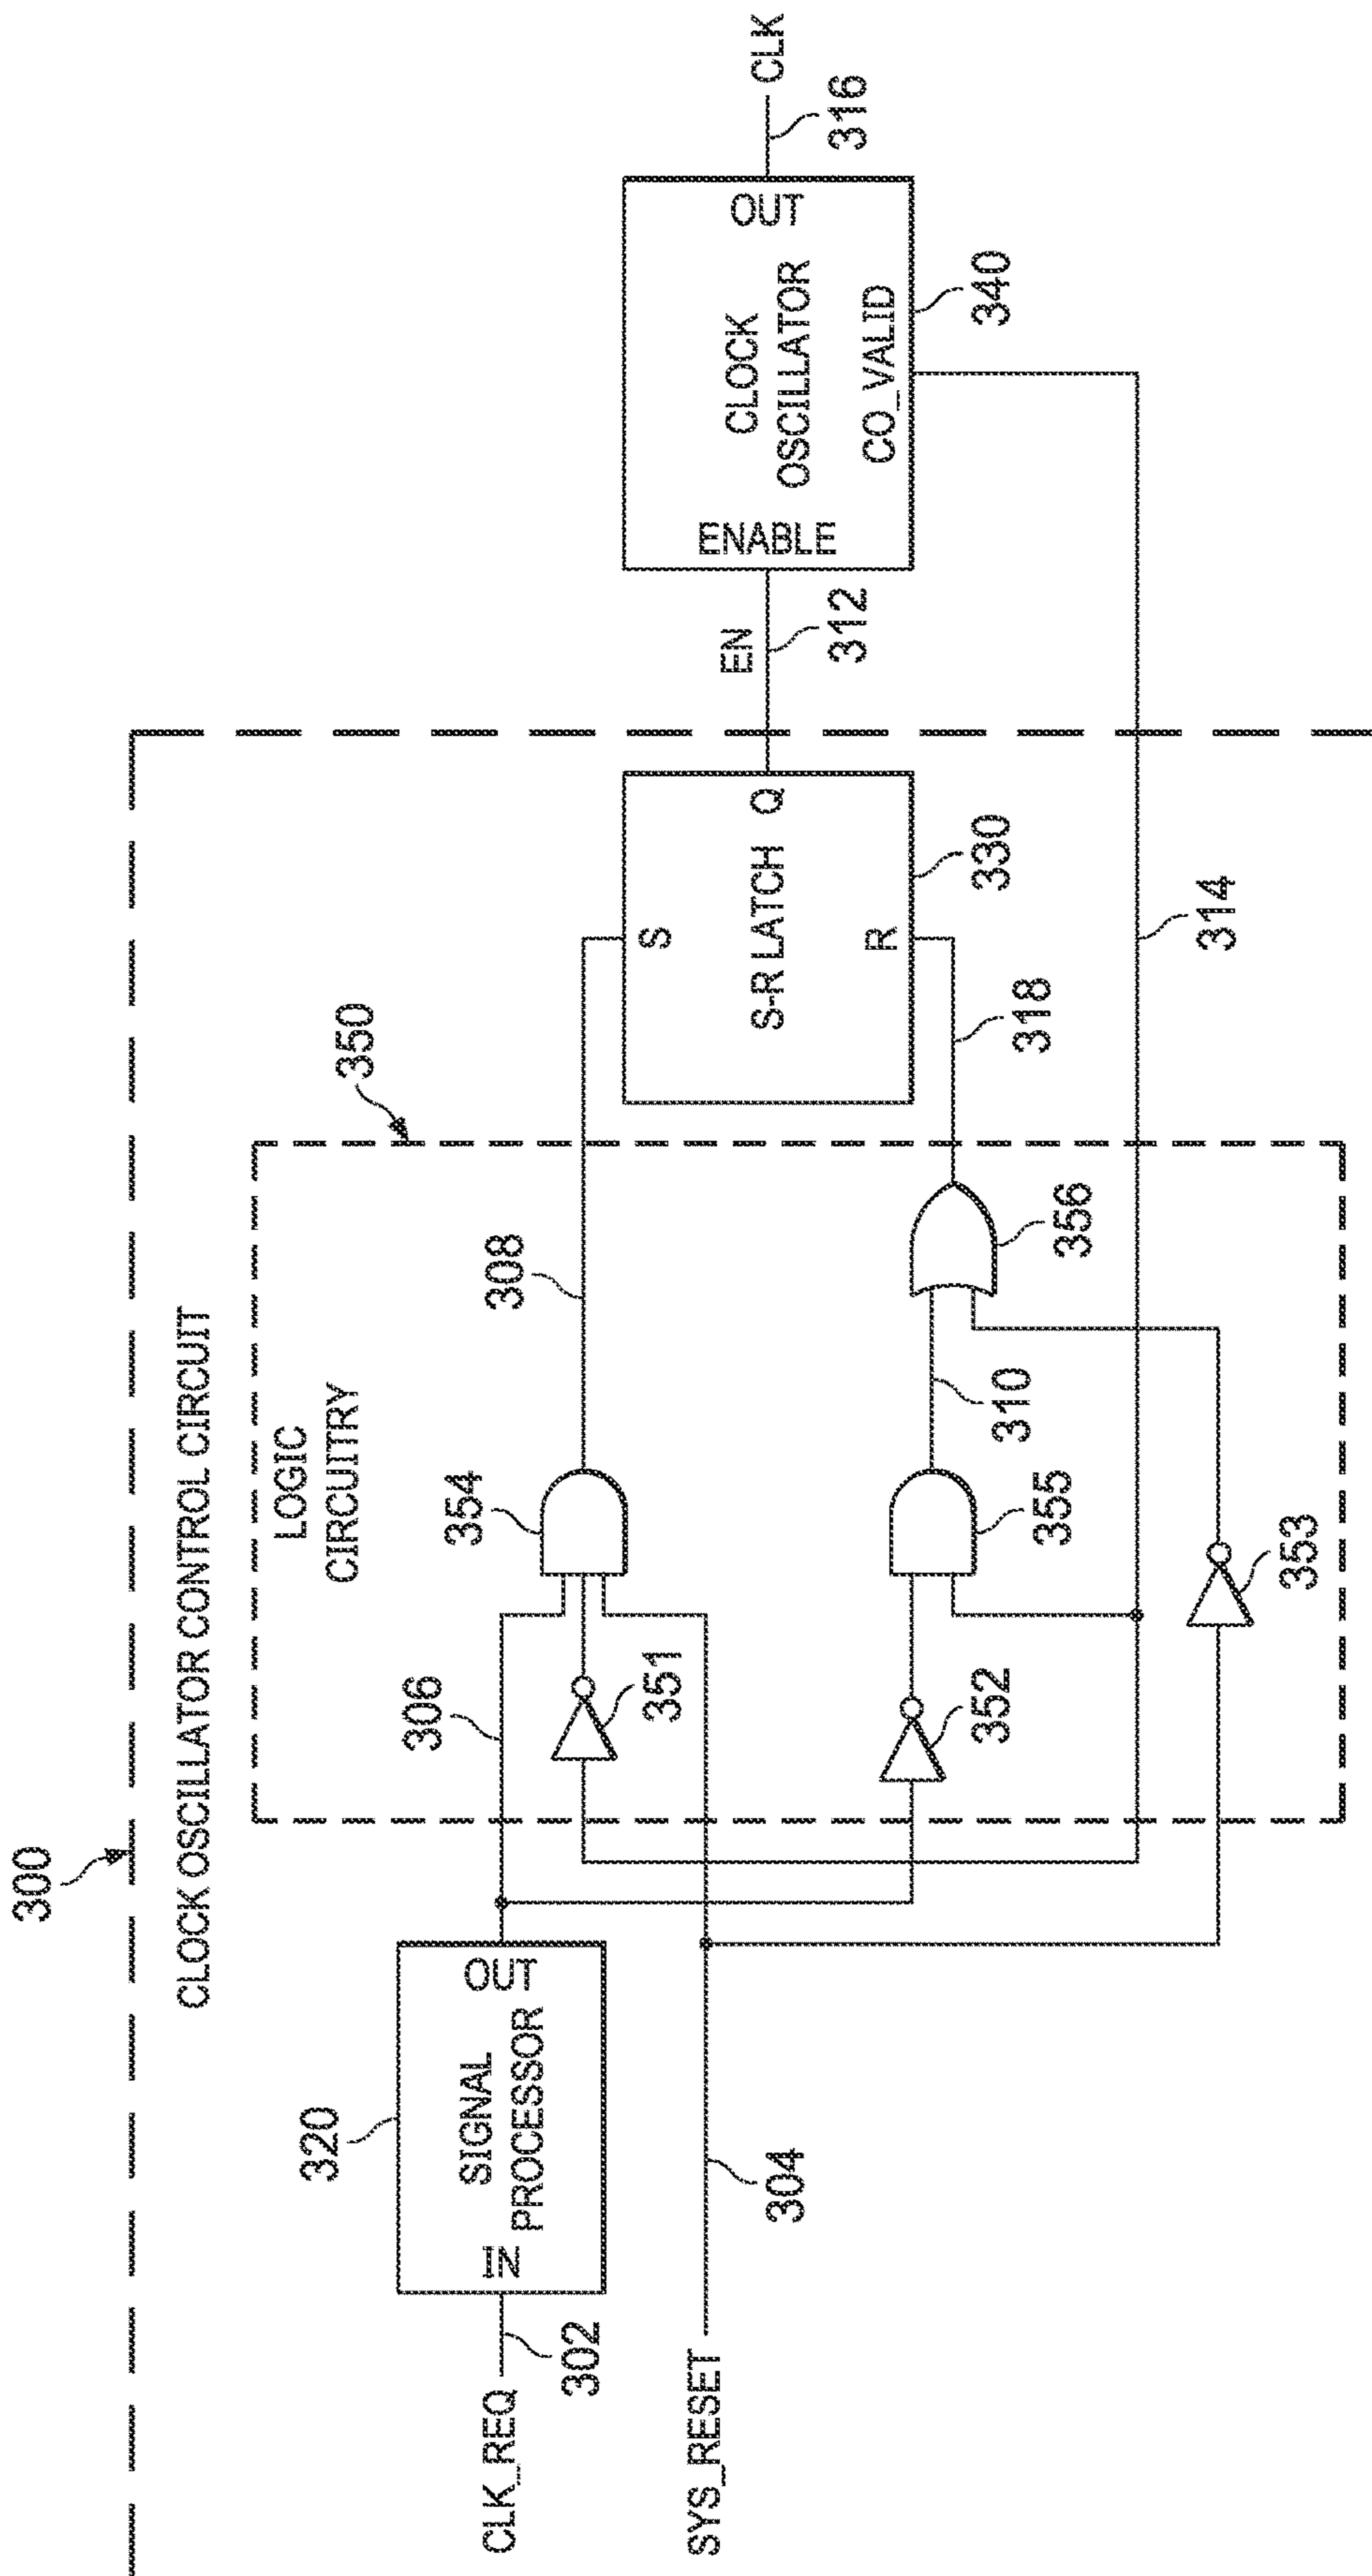 300
CLOCK OSCILLATOR CONTROL CIRCUIT
350
LOGIC
CIRCUITRY
320
IN
SIGNAL
PROCESSOR
OUT
CLK_REQ
302
306
354
308
351
SYS_RESET
304
352
355
310
356
318
353
S
S-R LATCH
Q
R
330
314
EN
312
ENABLE
CLOCK
OSCILLATOR
OUT
CO_VALID
340
CLK
316